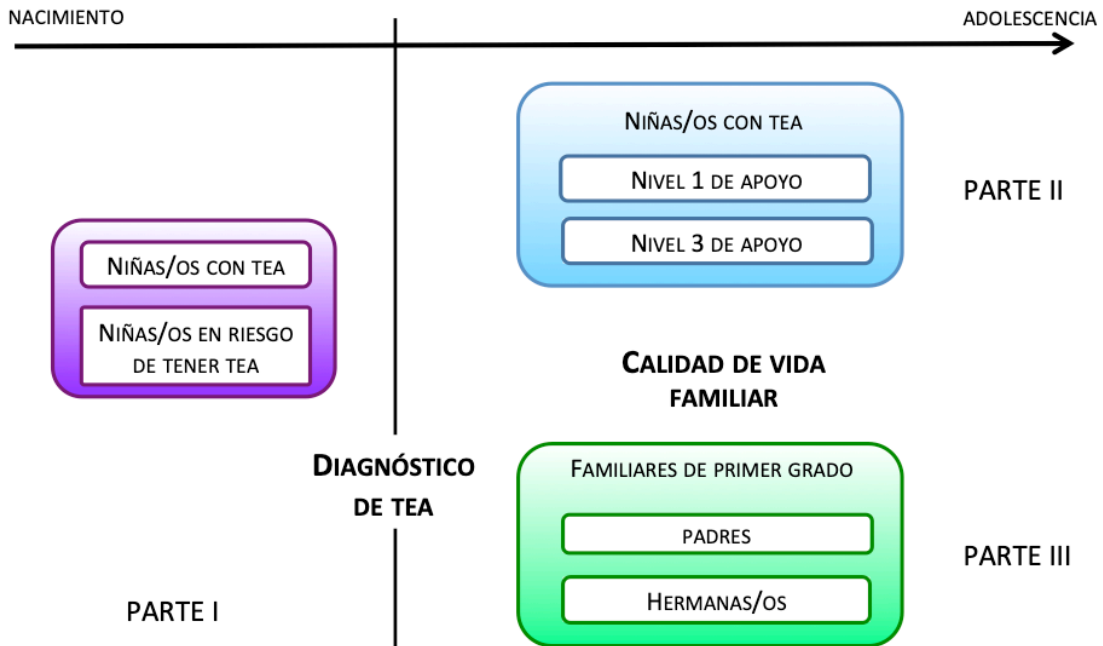 NACIMIENTO
ADOLESCENCIA
NIÑAS/OS CON TEA
NIVEL 1 DE APOYO
NIVEL 3 DE APOYO
PARTE II
NIÑAS/OS CON TEA
NIÑAS/OS EN RIESGO
DE TENER TEA
CALIDAD DE VIDA
FAMILIAR
DIAGNÓSTICO
DE TEA
FAMILIARES DE PRIMER GRADO
PADRES
HERMANAS/OS
PARTE III
PARTE I